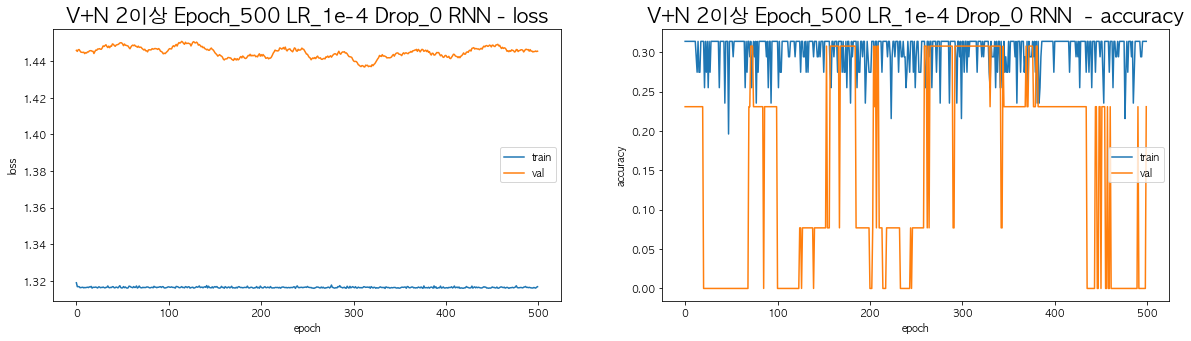 V+N 2이상 Epoch_500 LR_1e-4 Drop_0 RNN - loss
1.44
1.42
1.40
1.38
1.36
1.34
1.32
loss
train
val
0
100
200
300
400
500
epoch
V+N 2이상 Epoch_500 LR_1e-4 Drop_0 RNN - accuracy
0.30
0.25
0.20
0.15
0.10
0.05
0.00
accuracy
train
val
0
100
200
300
400
500
epoch